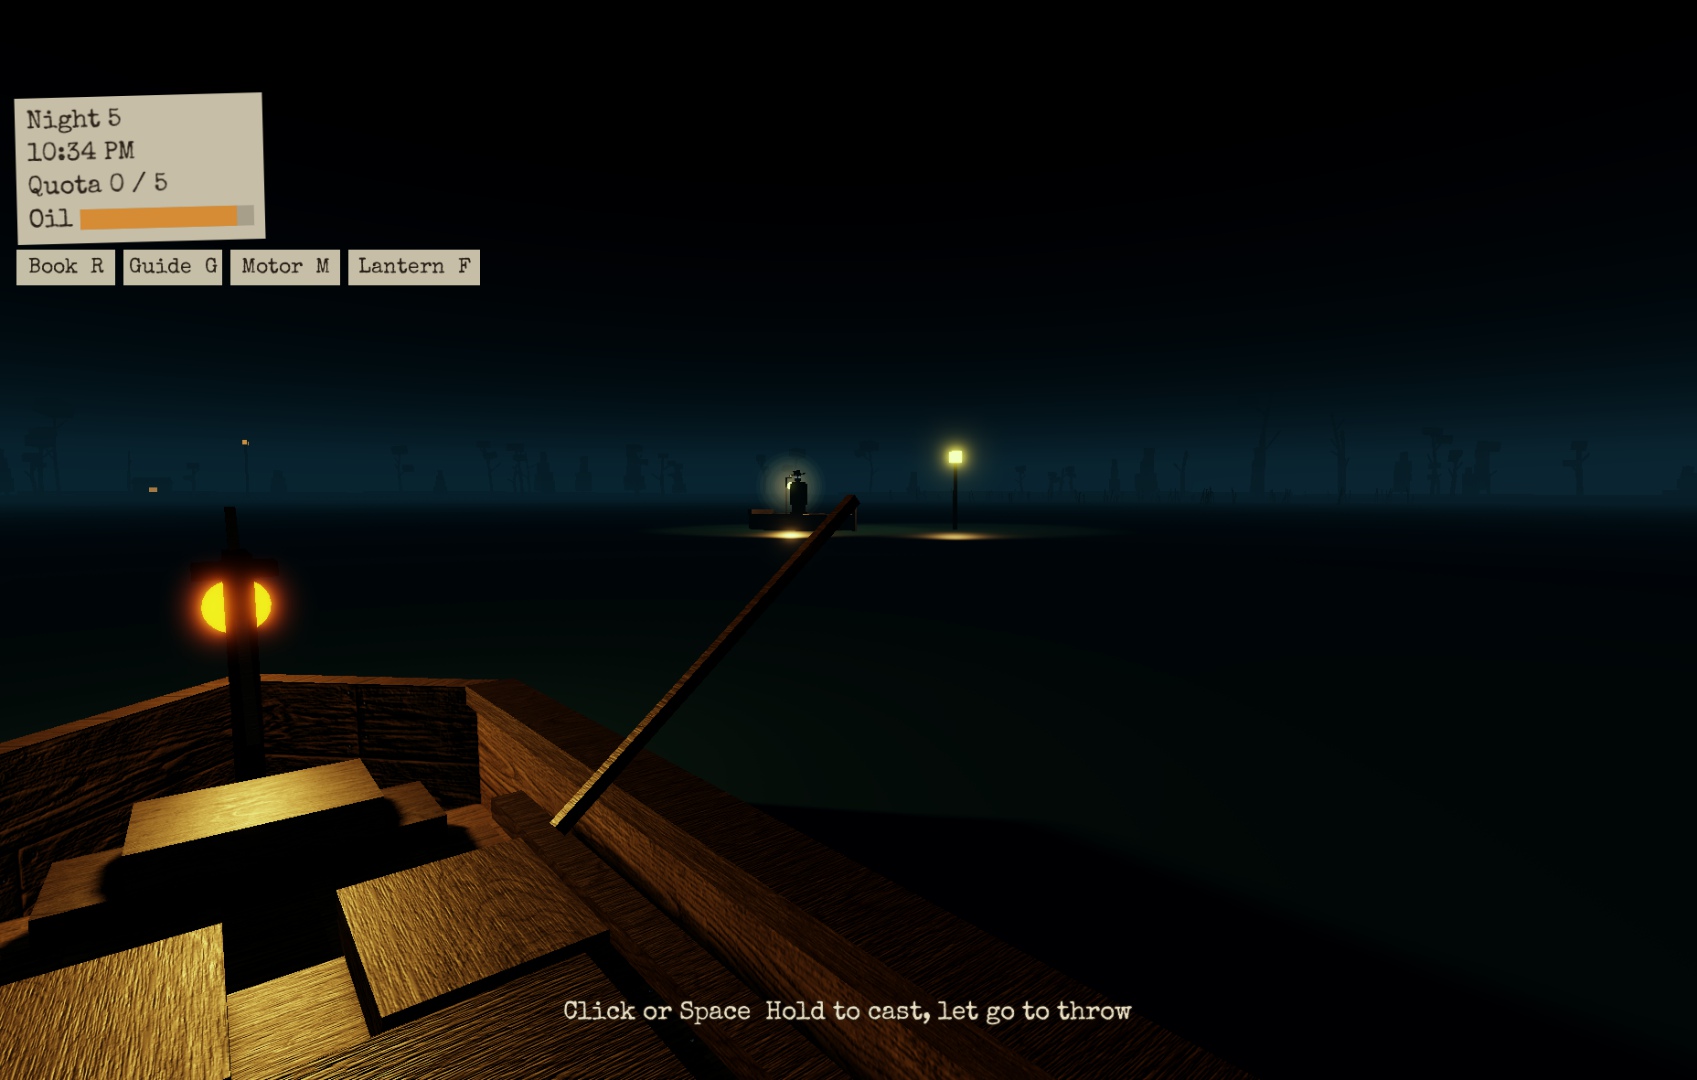 Night 5
10:34 PM
Quota 0 / 5
Oil
Book R
Guide G
Motor M
Lantern F
Click or Space Hold to cast, let go to throw